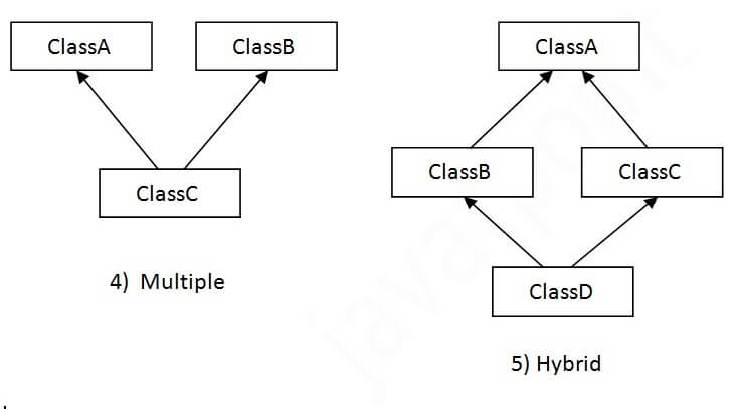 ClassA
ClassB
ClassC
4) Multiple
ClassA
ClassB
ClassC
ClassD
5) Hybrid